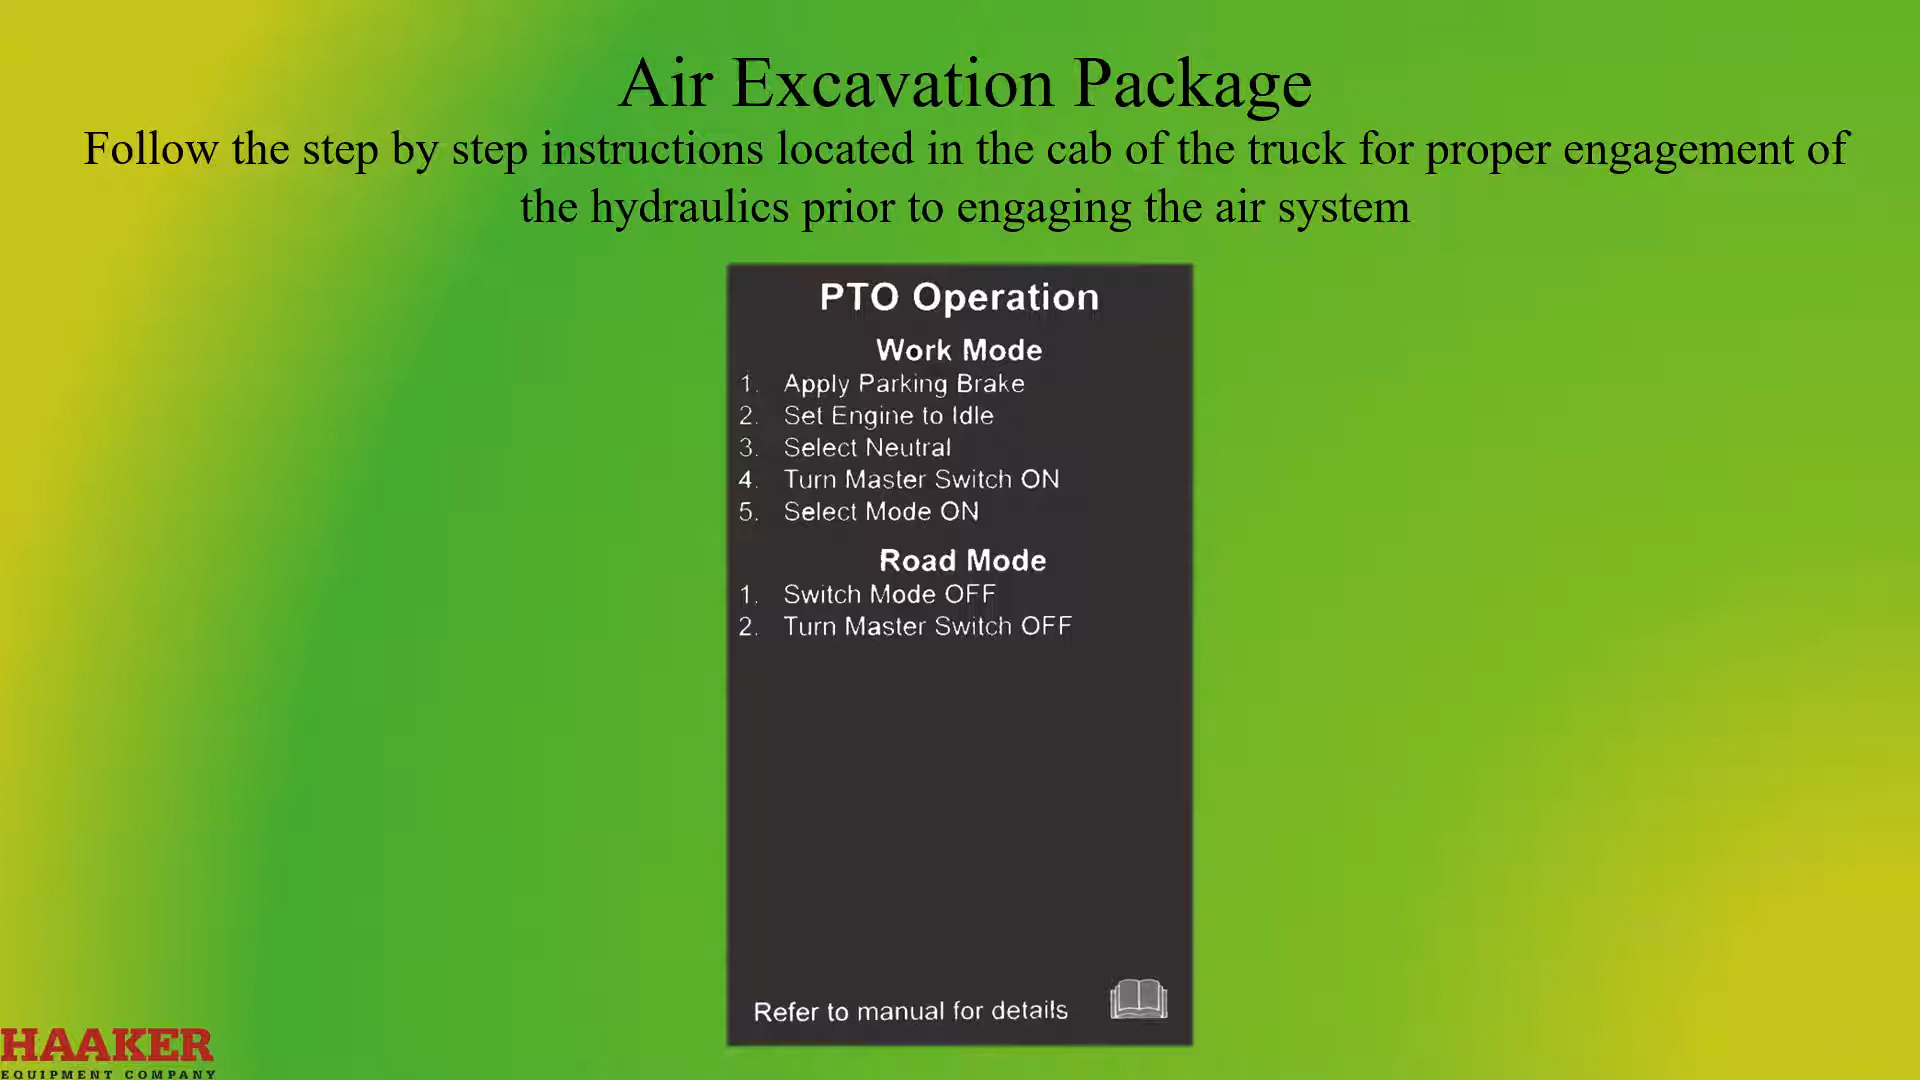 Air Excavation Package
Follow the step by step instructions located in the cab of the truck for proper engagement of
the hydraulics prior to engaging the air system
PTO Operation
Work Mode
1. Apply Parking Brake
2. Set Engine to Idle
3. Select Neutral
4. Turn Master Switch ON
5. Select Mode ON
Road Mode
1. Switch Mode OFF
2. Turn Master Switch OFF
Refer to manual for details
HAAKER
EQUIPMENT COMPANY